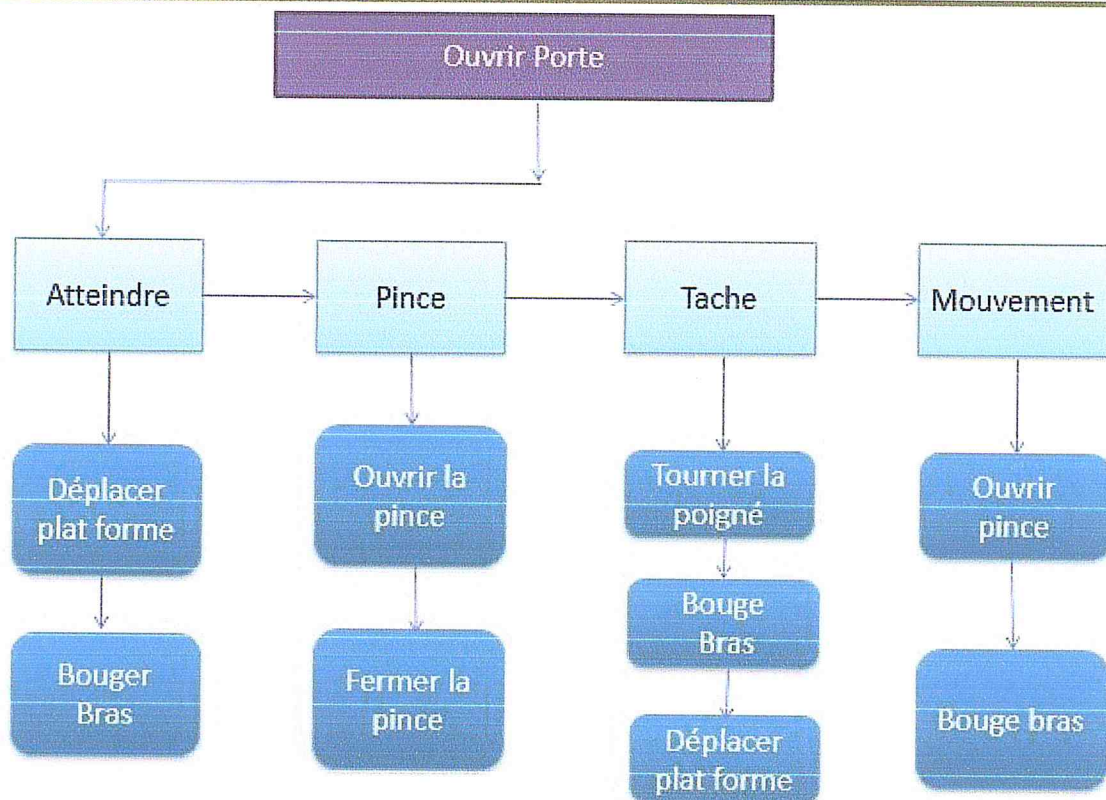 Ouvrir Porte
Atteindre
Pince
Tache
Mouvement
Déplacer
plat forme
Ouvrir la
pince
Tourner la
poigné
Ouvrir
pince
Bouger
Bras
Fermer la
pince
Bouge
Bras
Bouge bras
Déplacer
plat forme